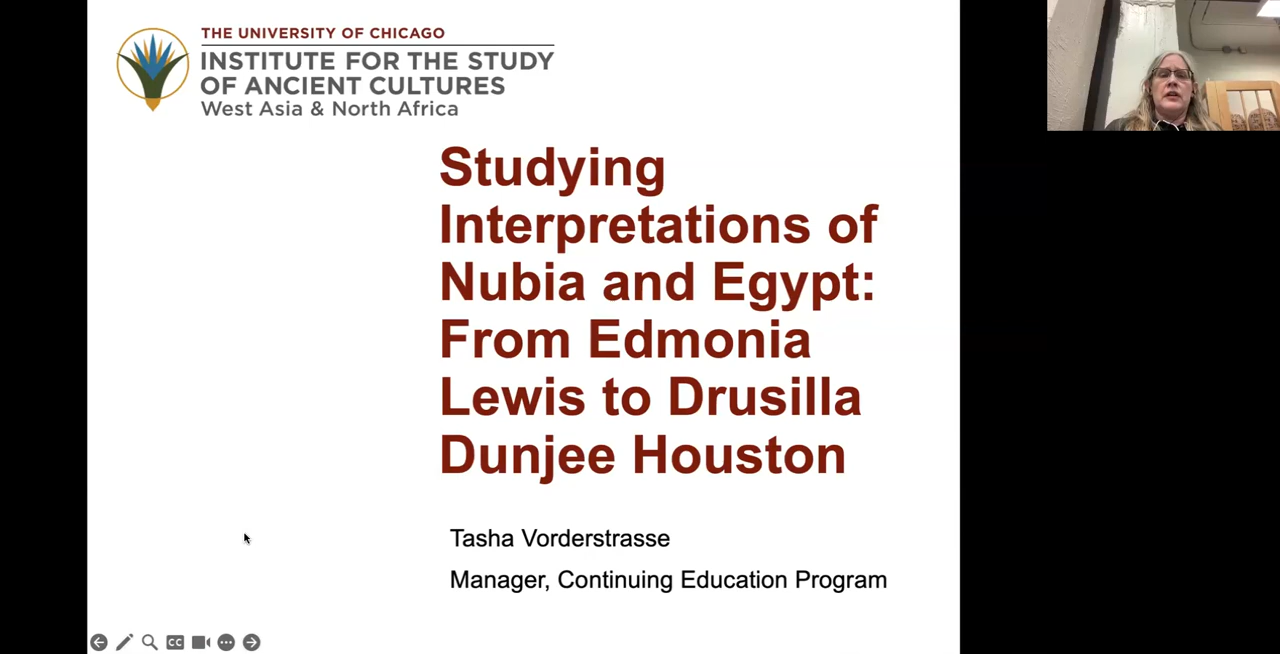 THE UNIVERSITY OF CHICAGO
INSTITUTE FOR THE STUDY
OF ANCIENT CULTURES
West Asia & North Africa
Studying
Interpretations of
Nubia and Egypt:
From Edmonia
Lewis to Drusilla
Dunjee Houston
Tasha Vorderstrasse
Manager, Continuing Education Program
CC